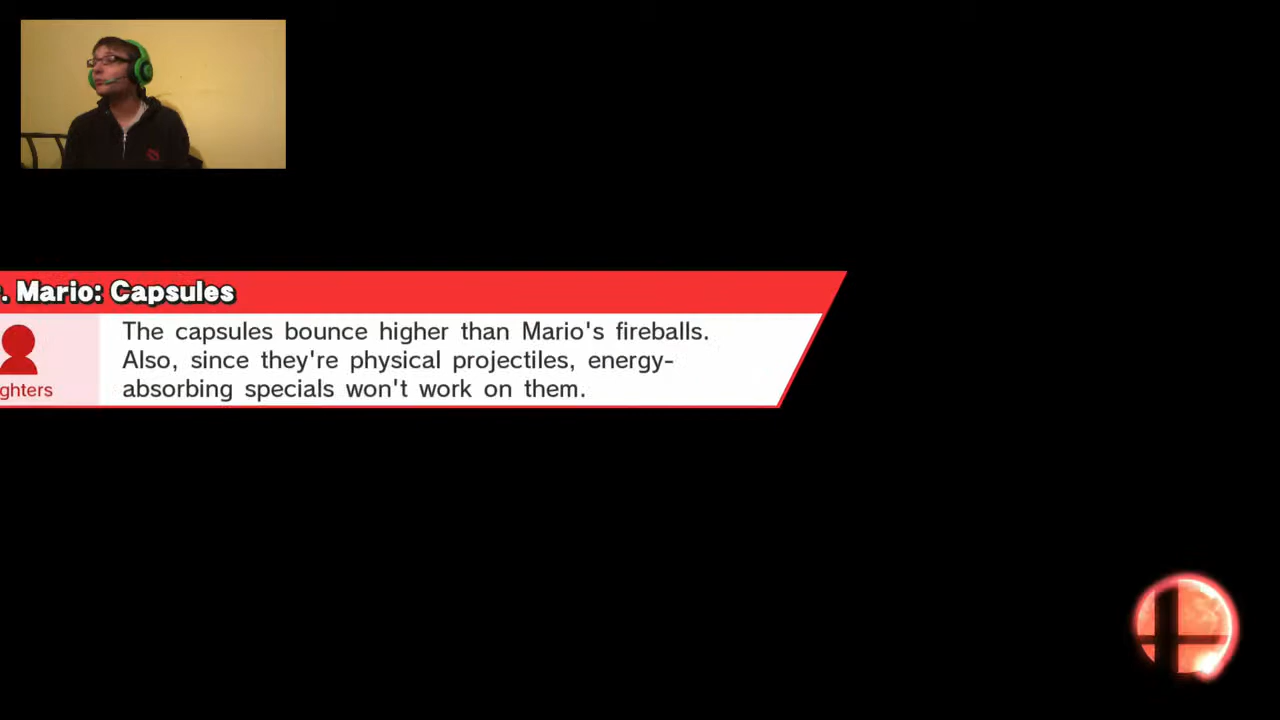 . Mario: Capsules
The capsules bounce higher than Mario's fireballs.
Also, since they're physical projectiles, energy-
absorbing specials won't work on them.
ghters